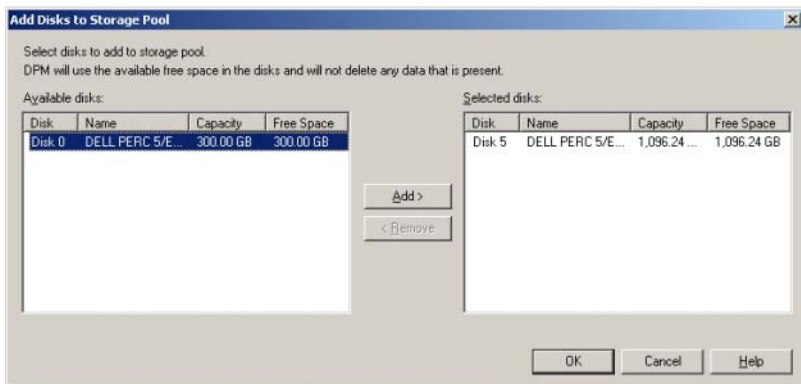 Add Disks to Storage Pool
Select disks to add to storage pool.
DPM will use the available free space in the disks and will not delete any data that is present.
Available disks:
Selected disks:
Disk Name Capacity Free Space
Disk Name Capacity Free Space
Disk 0 DELL PERC 5/E... 300.00 GB 300.00 GB
Disk 5 DELL PERC 5/E... 1,096.24 ... 1,096.24 GB
Add >
< Remove
OK Cancel Help